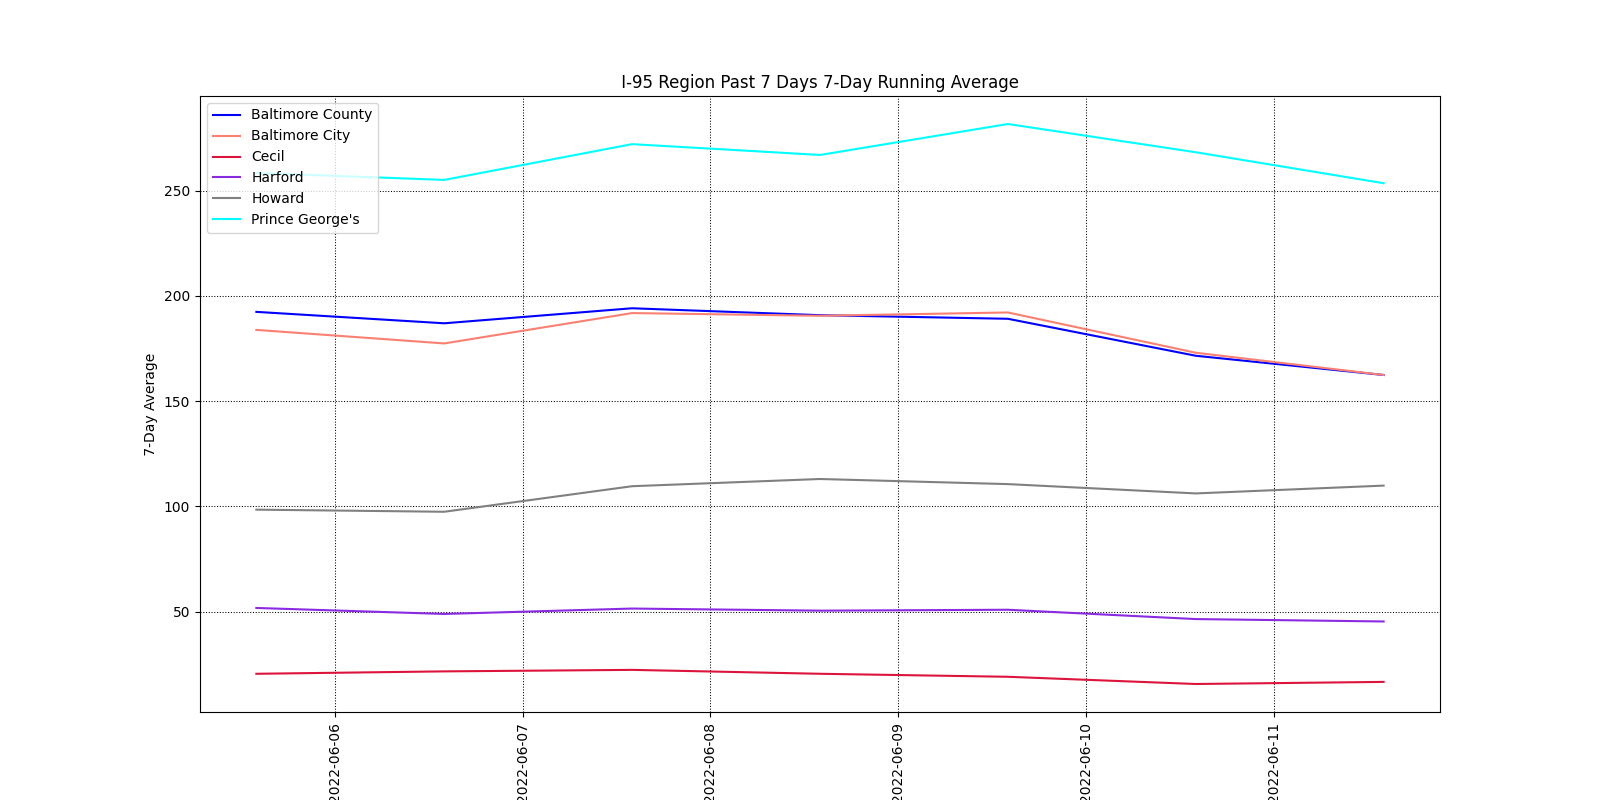 I-95 Region Past 7 Days 7-Day Running Average
Baltimore County
Baltimore City
Cecil
Harford
Howard
Prince George's
7-Day Average
250
200
150
100
50
2022-06-06
2022-06-07
2022-06-08
2022-06-09
2022-06-10
2022-06-11